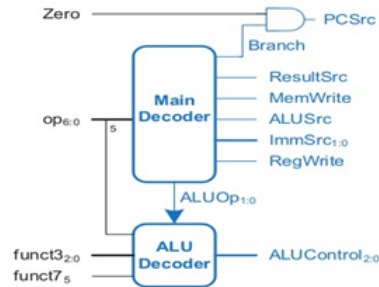 Zero
PCSrc
Branch
Main
Decoder
ResultSrc
MemWrite
op6:0
5
ALUSrc
ImmSrc1:0
RegWrite
ALUOp1:0
funct32:0
funct75
ALU
Decoder
ALUControl2:0